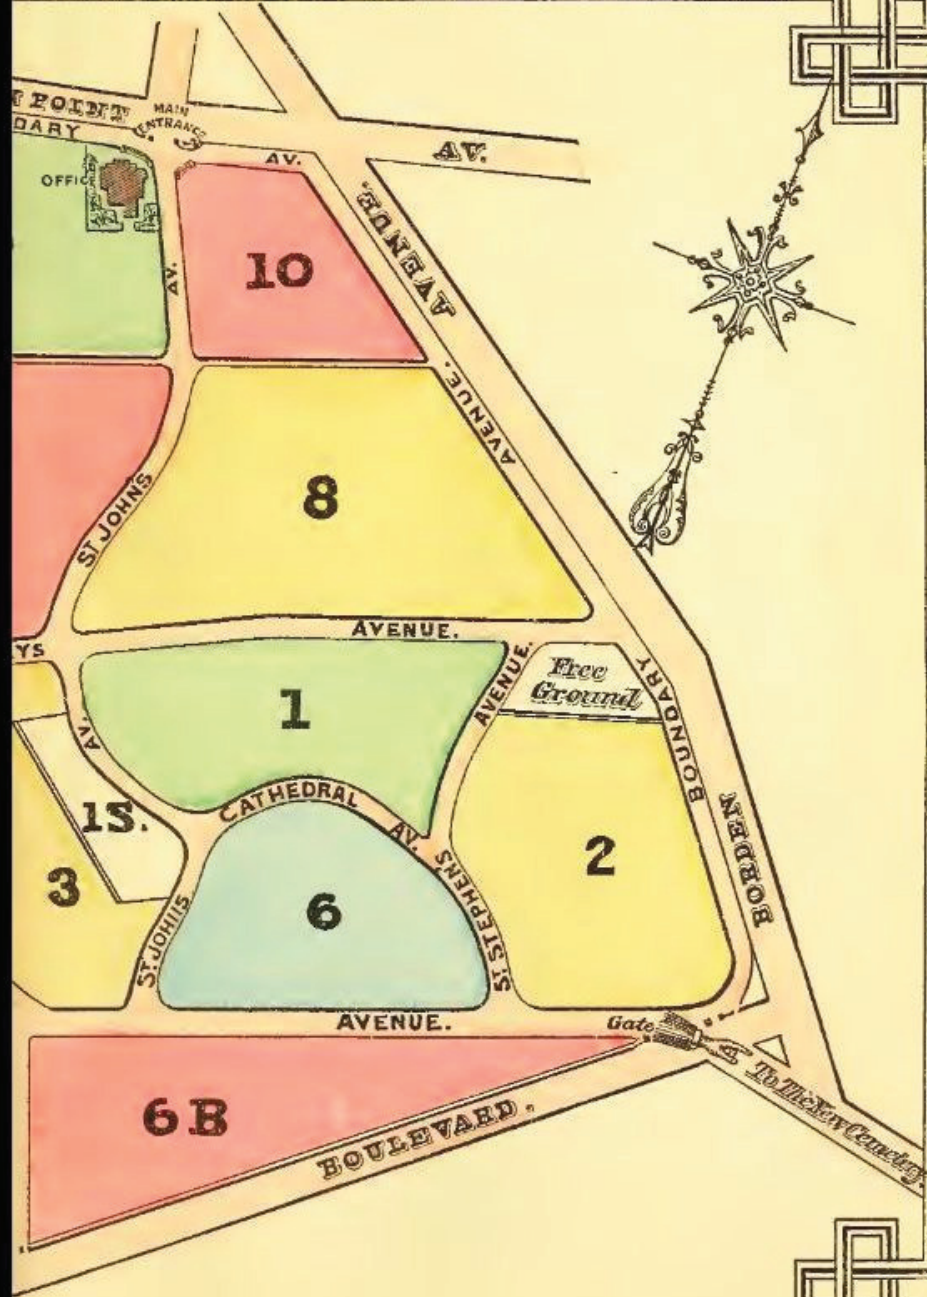 POINT
MAIN
ENTRANCE
DARY
AV.
AV.
OFFIC
AVENUE.
10
AV.
AVENUE.
8
ST JOHNS
AVENUE.
YS
AVENUE.
Free
Ground
BOUNDARY
1
AV.
CATHEDRAL
AV.
1S.
BORDEN
2
3
6
ST STEPHENS
ST. JOHNS
AVENUE.
Gate
To The New Cemetery.
6B
BOULEVARD.